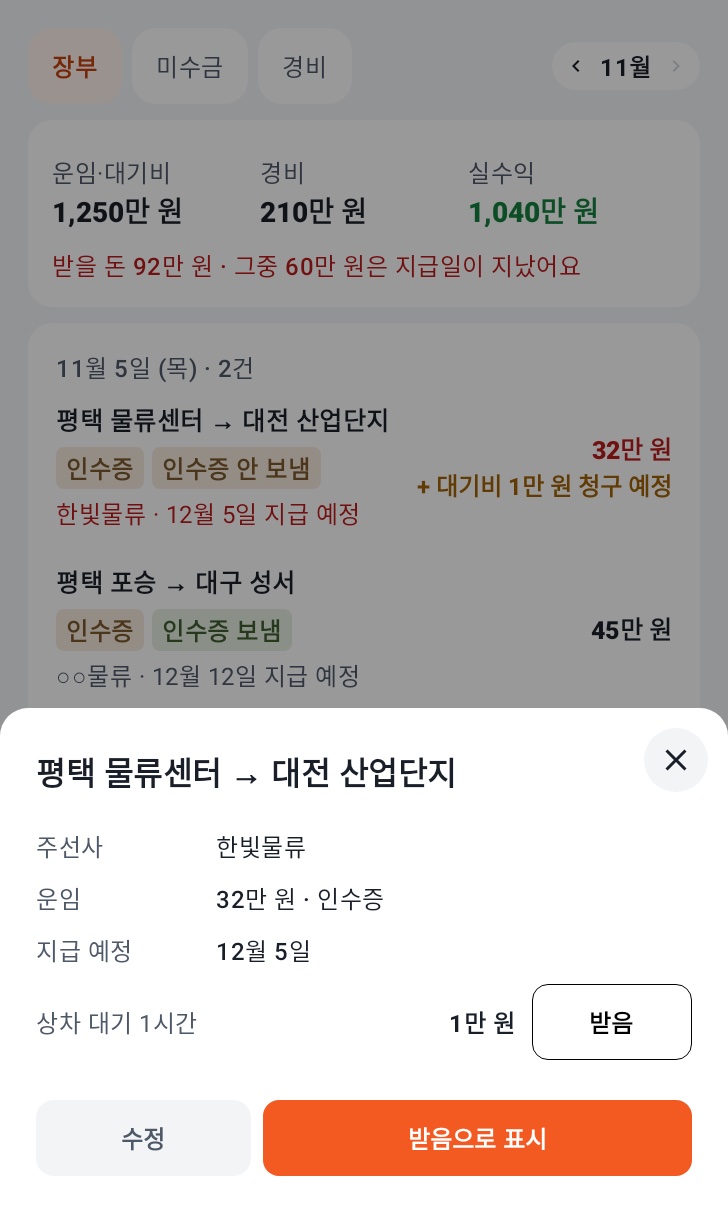 장부 미수금 경비 ‹ 11월 ›
운임·대기비 경비 실수익
1,250만 원 210만 원 1,040만 원
받을 돈 92만 원 · 그중 60만 원은 지급일이 지났어요
11월 5일 (목) · 2건
평택 물류센터 → 대전 산업단지
32만 원
인수증 인수증 안 보냄
+ 대기비 1만 원 청구 예정
한빛물류 · 12월 5일 지급 예정
평택 포승 → 대구 성서
인수증 인수증 보냄 45만 원
○○물류 · 12월 12일 지급 예정
평택 물류센터 → 대전 산업단지
주선사 한빛물류
운임 32만 원 · 인수증
지급 예정 12월 5일
상차 대기 1시간 1만 원 받음
수정 받음으로 표시